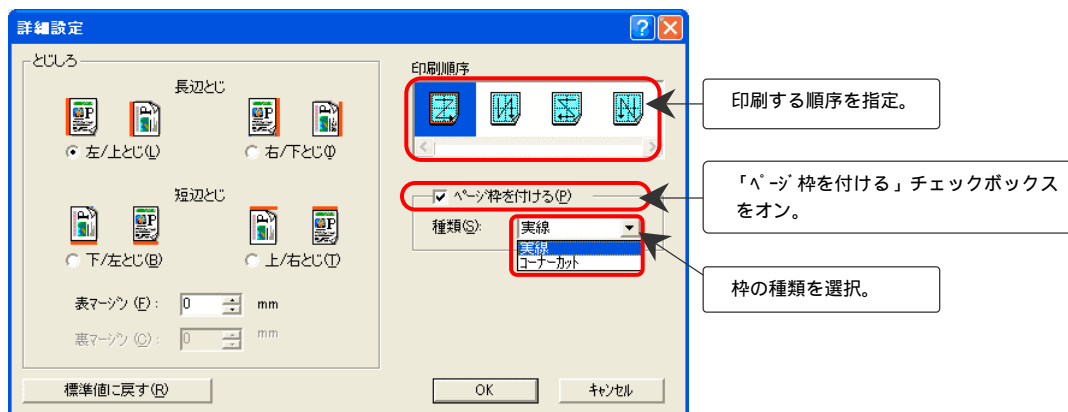 詳細設定
とじしろ
長辺とじ
左/上とじ(L)
右/下とじ(I)
短辺とじ
下/左とじ(B)
上/右とじ(T)
表マージン (F):
0
mm
裏マージン (C):
0
mm
標準値に戻す(R)
印刷順序
ページ枠を付ける(P)
種類(S):
実線
実線
コーナーカット
OK
キャンセル
印刷する順序を指定。
「ﾍﾟｰｼﾞ枠を付ける」チェックボックス
をオン。
枠の種類を選択。